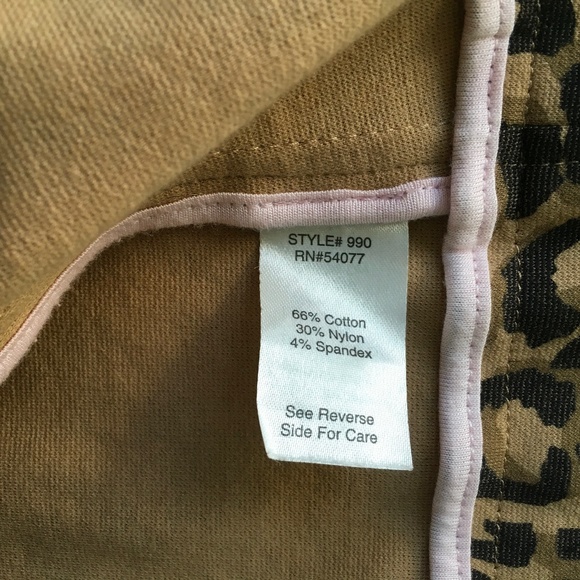 STYLE# 990
RN#54077
66% Cotton
30% Nylon
4% Spandex
See Reverse
Side For Care